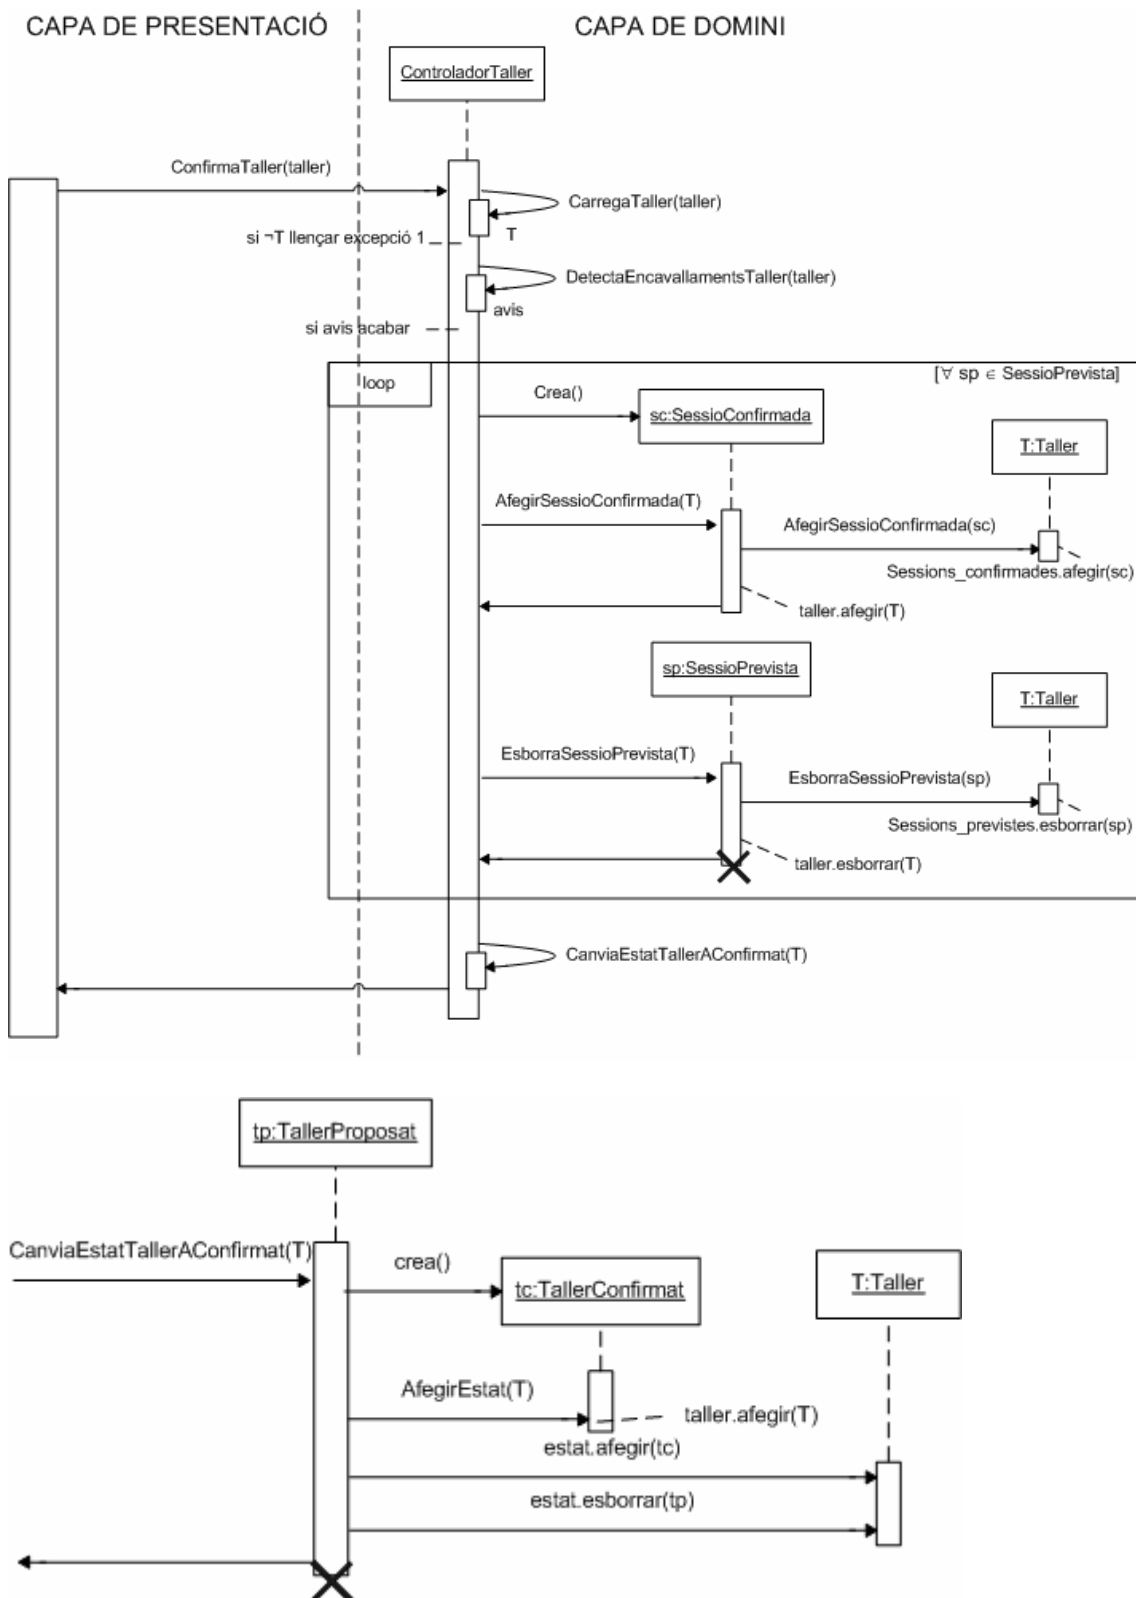 CAPA DE PRESENTACIÓ
CAPA DE DOMINI
ControladorTaller
ConfirmaTaller(taller)
CarregaTaller(taller)
T
si ¬T llençar excepció 1
DetectaEncavallamentsTaller(taller)
avis
si avis acabar
loop
[∀ sp ∈ SessioPrevista]
Crea()
sc:SessioConfirmada
T:Taller
AfegirSessioConfirmada(T)
AfegirSessioConfirmada(sc)
Sessions_confirmades.afegir(sc)
taller.afegir(T)
sp:SessioPrevista
T:Taller
EsborraSessioPrevista(T)
EsborraSessioPrevista(sp)
Sessions_previstes.esborrar(sp)
taller.esborrar(T)
CanviaEstatTallerAConfirmat(T)
tp:TallerProposat
CanviaEstatTallerAConfirmat(T)
crea()
tc:TallerConfirmat
T:Taller
AfegirEstat(T)
taller.afegir(T)
estat.afegir(tc)
estat.esborrar(tp)